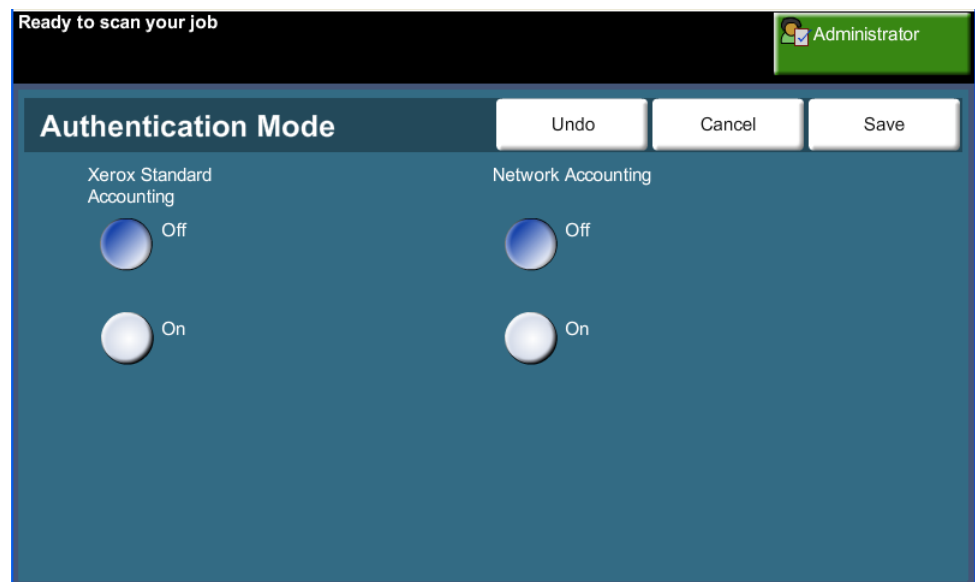 Ready to scan your job
Administrator
Authentication Mode
Undo
Cancel
Save
Xerox Standard
Accounting
Off
On
Network Accounting
Off
On